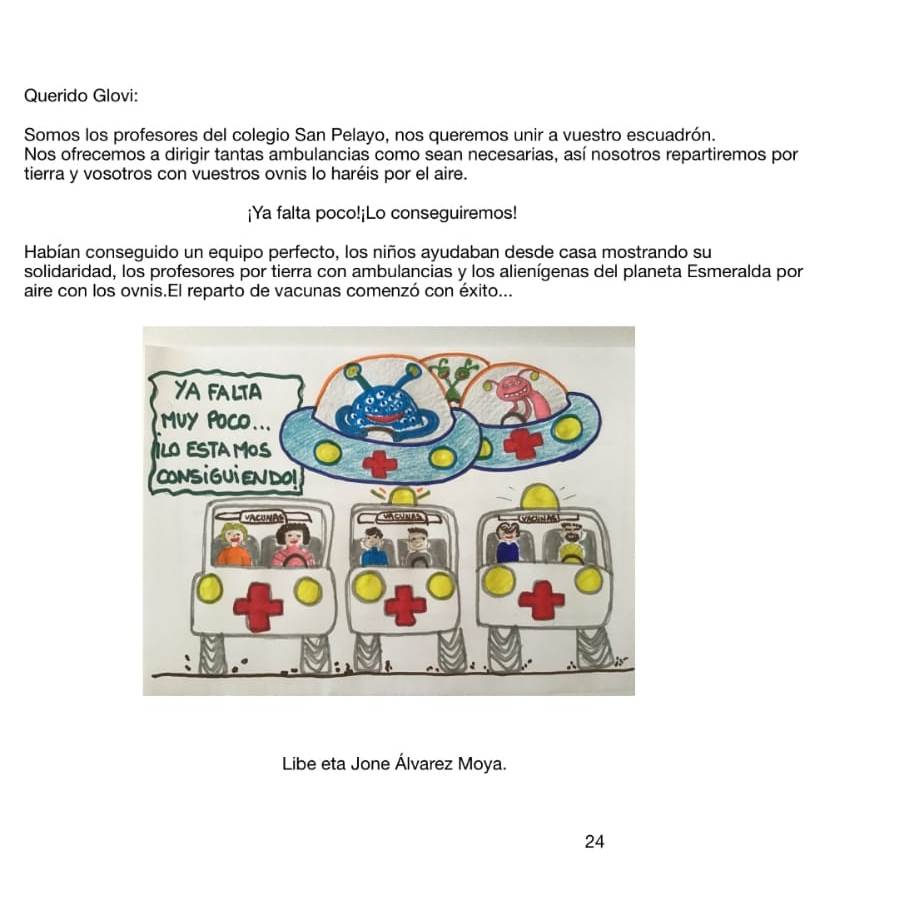 Querido Glovi:
Somos los profesores del colegio San Pelayo, nos queremos unir a vuestro escuadrón.
Nos ofrecemos a dirigir tantas ambulancias como sean necesarias, así nosotros repartiremos por
tierra y vosotros con vuestros ovnis lo haréis por el aire.
¡Ya falta poco!¡Lo conseguiremos!
Habían conseguido un equipo perfecto, los niños ayudaban desde casa mostrando su
solidaridad, los profesores por tierra con ambulancias y los alienígenas del planeta Esmeralda por
aire con los ovnis.El reparto de vacunas comenzó con éxito...
YA FALTA
MUY POCO...
¡LO ESTAMOS
CONSiGUiENDO!
VACUNAS
VACUNAS
VACUNAS
Libe eta Jone Álvarez Moya.
24